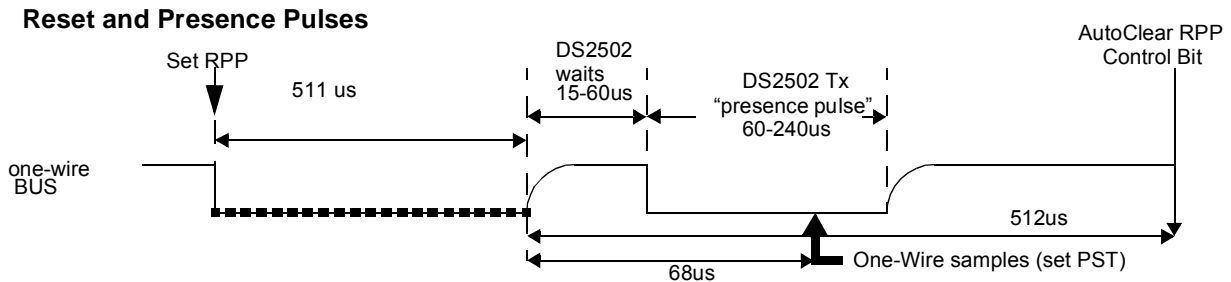 Reset and Presence Pulses
AutoClear RPP
Control Bit
Set RPP
DS2502
waits
15-60us
511 us
DS2502 Tx
“presence pulse”
60-240us
one-wire
BUS
512us
68us
One-Wire samples (set PST)